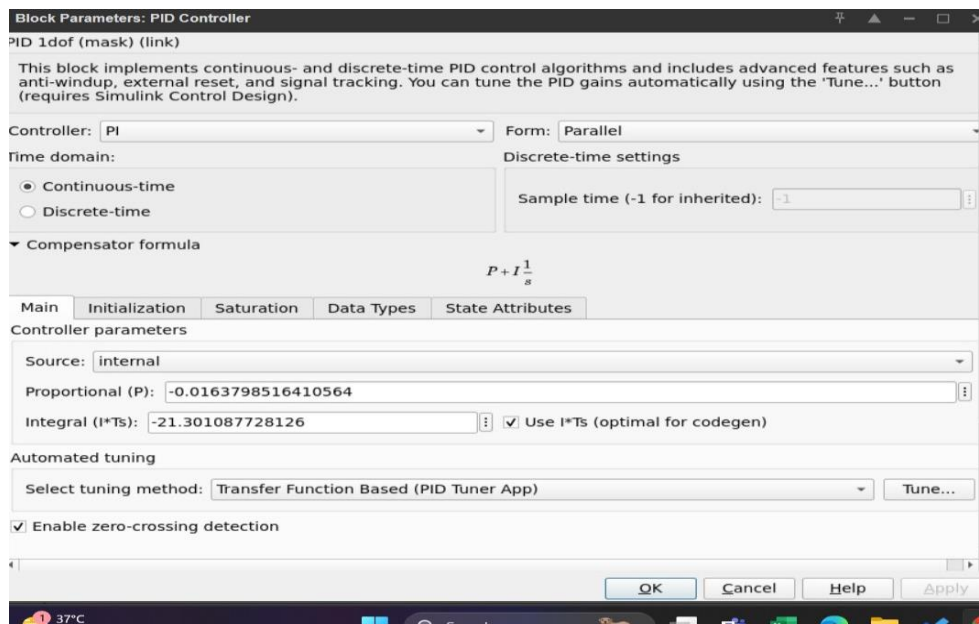 Block Parameters: PID Controller
PID 1dof (mask) (link)
This block implements continuous- and discrete-time PID control algorithms and includes advanced features such as
anti-windup, external reset, and signal tracking. You can tune the PID gains automatically using the 'Tune...' button
(requires Simulink Control Design).
Controller: PI Form: Parallel
Time domain: Discrete-time settings
Continuous-time
Sample time (-1 for inherited): -1
Discrete-time
Compensator formula
P + I 1/s
Main Initialization Saturation Data Types State Attributes
Controller parameters
Source: internal
Proportional (P): -0.0163798516410564
Integral (I*Ts): -21.301087728126 Use I*Ts (optimal for codegen)
Automated tuning
Select tuning method: Transfer Function Based (PID Tuner App) Tune...
Enable zero-crossing detection
OK Cancel Help Apply
1 37°C